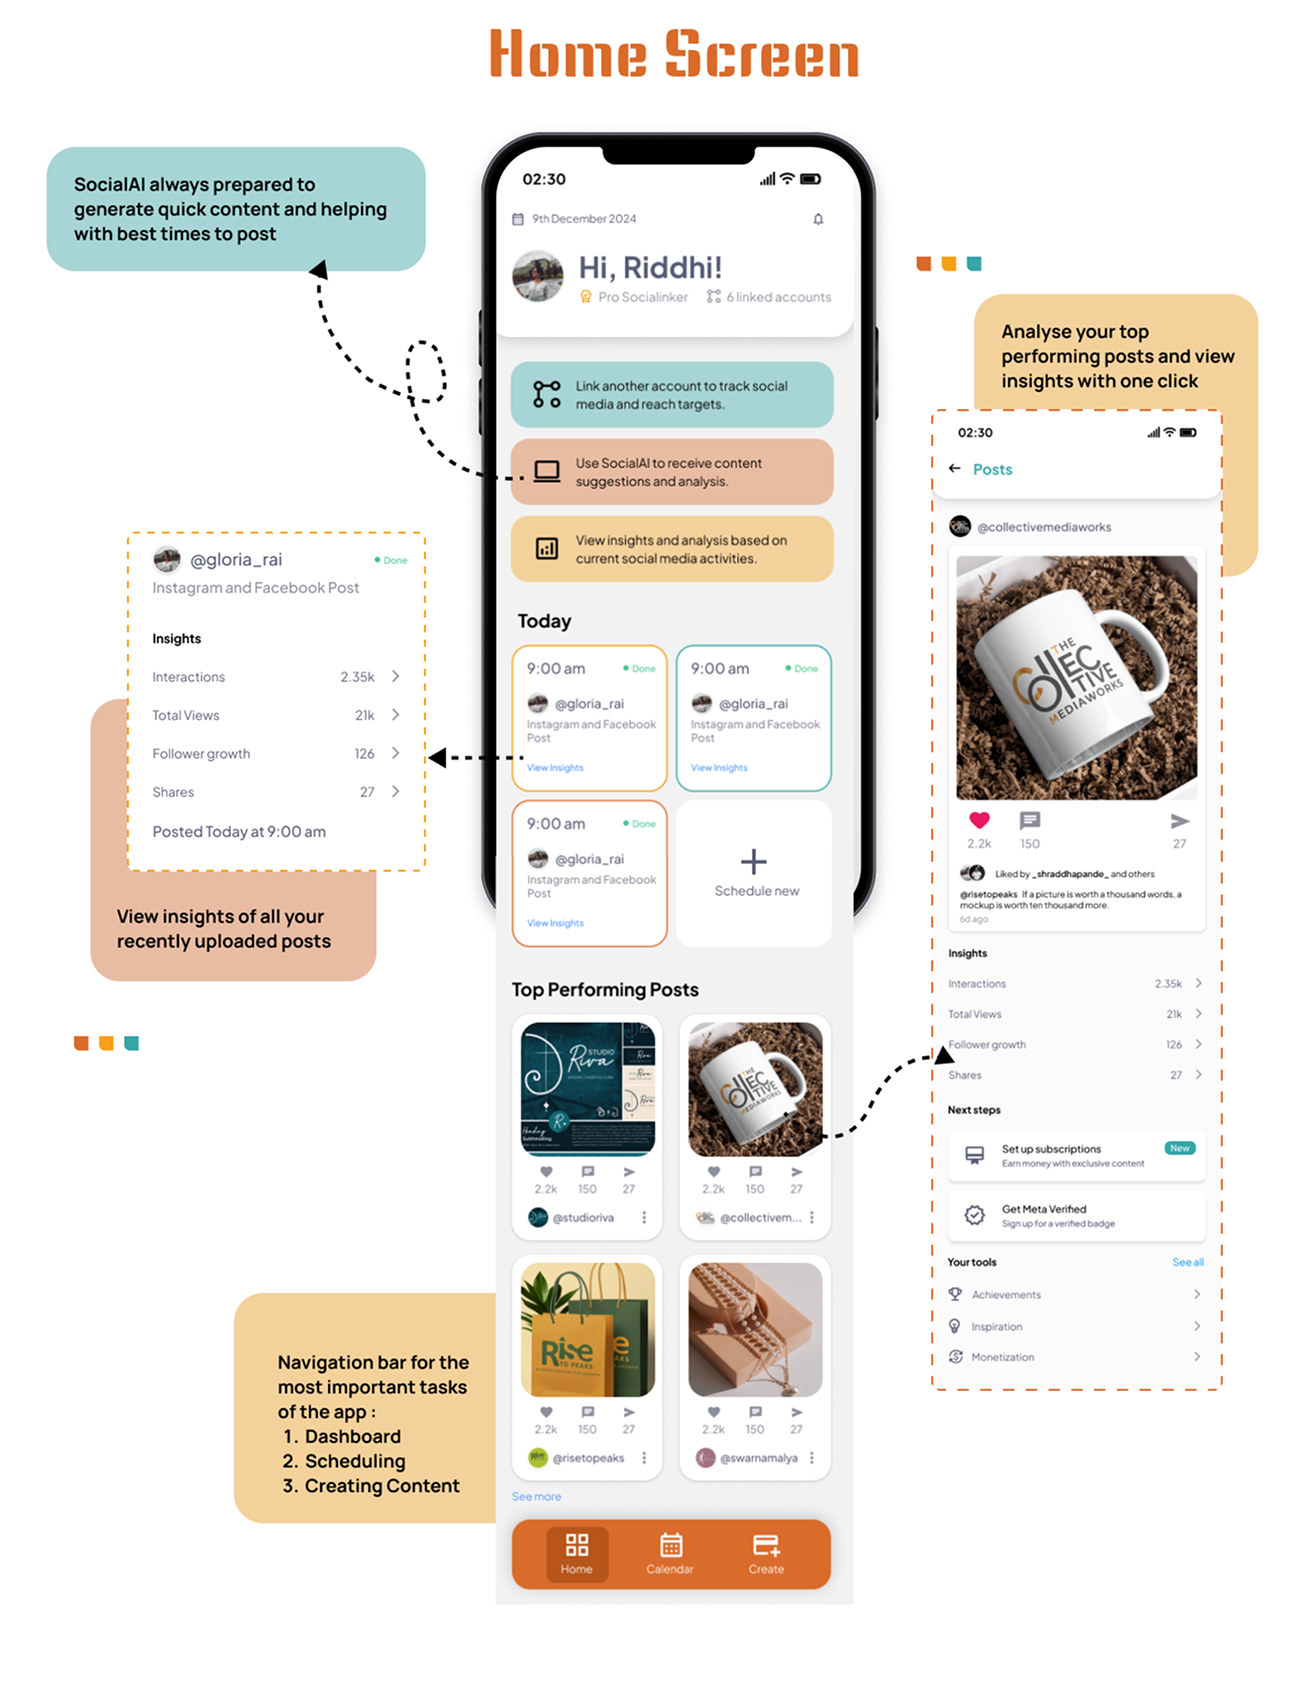 Home Screen
SocialAI always prepared to
generate quick content and helping
with best times to post
02:30
9th December 2024
Hi, Riddhi!
Pro Socialinker
6 linked accounts
Link another account to track social
media and reach targets.
Use SocialAI to receive content
suggestions and analysis.
View insights and analysis based on
current social media activities.
Today
9:00 am
Done
@gloria_rai
Instagram and Facebook
Post
View Insights
9:00 am
Done
@gloria_rai
Instagram and Facebook
Post
View Insights
9:00 am
Done
@gloria_rai
Instagram and Facebook
Post
View Insights
Schedule new
Top Performing Posts
STUDIO
Riva
Riva
Riva
R.
Heading
Subheading
2.2k
150
27
@studioriva
THE
COllECTIVE
MEDIAWORKS
2.2k
150
27
@collectivem...
Rise
TO PEAKS
2.2k
150
27
@risetopeaks
2.2k
150
27
@swarnamalya
See more
Home
Calendar
Create
@gloria_rai
Done
Instagram and Facebook Post
Insights
Interactions 2.35k
Total Views 21k
Follower growth 126
Shares 27
Posted Today at 9:00 am
View insights of all your
recently uploaded posts
Navigation bar for the
most important tasks
of the app :
1. Dashboard
2. Scheduling
3. Creating Content
Analyse your top
performing posts and view
insights with one click
02:30
Posts
@collectivemediaworks
THE
COllECTIVE
MEDIAWORKS
2.2k
150
27
Liked by _shraddhapande_ and others
@risetopeaks If a picture is worth a thousand words, a
mockup is worth ten thousand more.
6d ago
Insights
Interactions 2.35k
Total Views 21k
Follower growth 126
Shares 27
Next steps
Set up subscriptions
New
Earn money with exclusive content
Get Meta Verified
Sign up for a verified badge
Your tools
See all
Achievements
Inspiration
Monetization